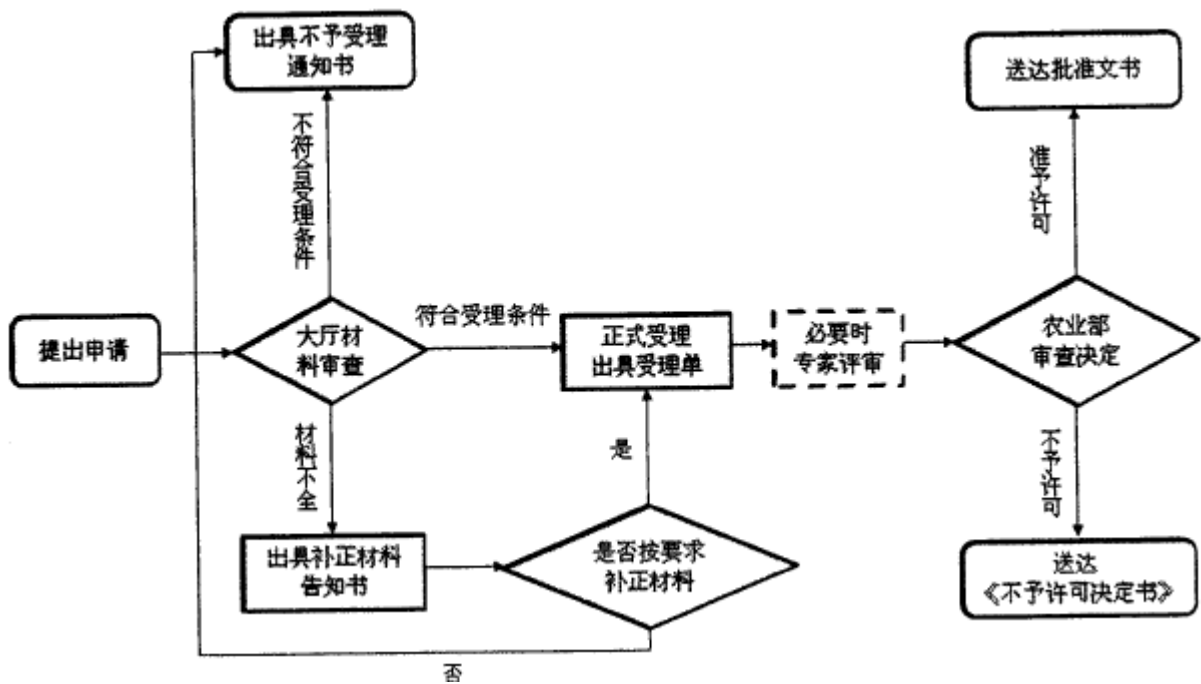 出具不予受理
通知书
送达批准文书
不符合受理条件
准予许可
提出申请
大厅材
料审查
符合受理条件
正式受理
出具受理单
必要时
专家评审
农业部
审查决定
材料不全
是
不予许可
出具补正材料
告知书
是否按要求
补正材料
送达
《不予许可决定书》
否